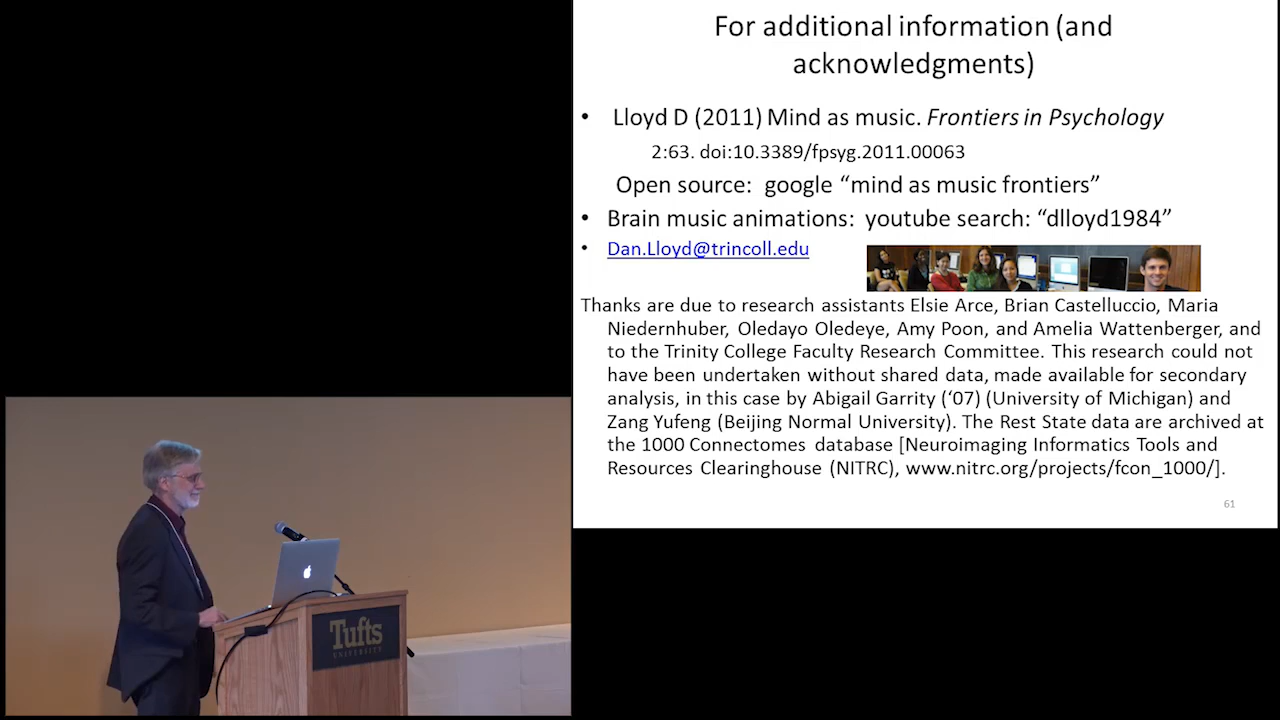 For additional information (and
acknowledgments)
• Lloyd D (2011) Mind as music. Frontiers in Psychology
2:63. doi:10.3389/fpsyg.2011.00063
Open source: google “mind as music frontiers”
• Brain music animations: youtube search: “dlloyd1984”
• Dan.Lloyd@trincoll.edu
Thanks are due to research assistants Elsie Arce, Brian Castelluccio, Maria
Niedernhuber, Oledayo Oledeye, Amy Poon, and Amelia Wattenberger, and
to the Trinity College Faculty Research Committee. This research could not
have been undertaken without shared data, made available for secondary
analysis, in this case by Abigail Garrity (‘07) (University of Michigan) and
Zang Yufeng (Beijing Normal University). The Rest State data are archived at
the 1000 Connectomes database [Neuroimaging Informatics Tools and
Resources Clearinghouse (NITRC), www.nitrc.org/projects/fcon_1000/].
61
Tufts
UNIVERSITY